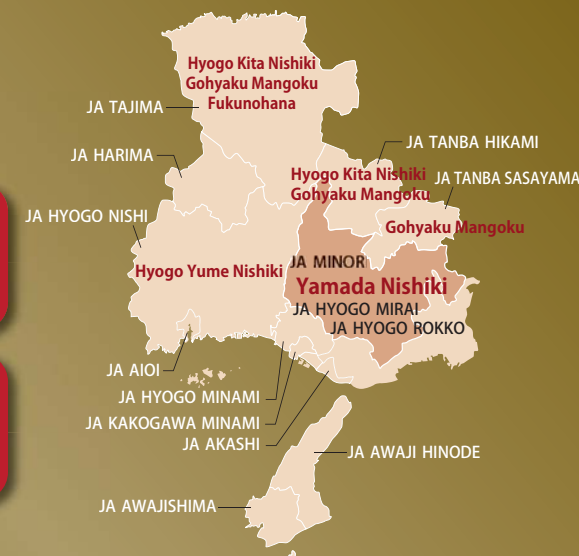 Hyogo Kita Nishiki
Gohyaku Mangoku
Fukunohana
JA TAJIMA
JA TANBA HIKAMI
JA HARIMA
Hyogo Kita Nishiki
Gohyaku Mangoku
JA TANBA SASAYAMA
JA HYOGO NISHI
Gohyaku Mangoku
JA MINOR
Hyogo Yume Nishiki
Yamada Nishiki
JA HYOGO MIRAI
JA HYOGO ROKKO
JA AIOI
JA HYOGO MINAMI
JA KAKOGAWA MINAMI
JA AKASHI
JA AWAJI HINODE
JA AWAJISHIMA